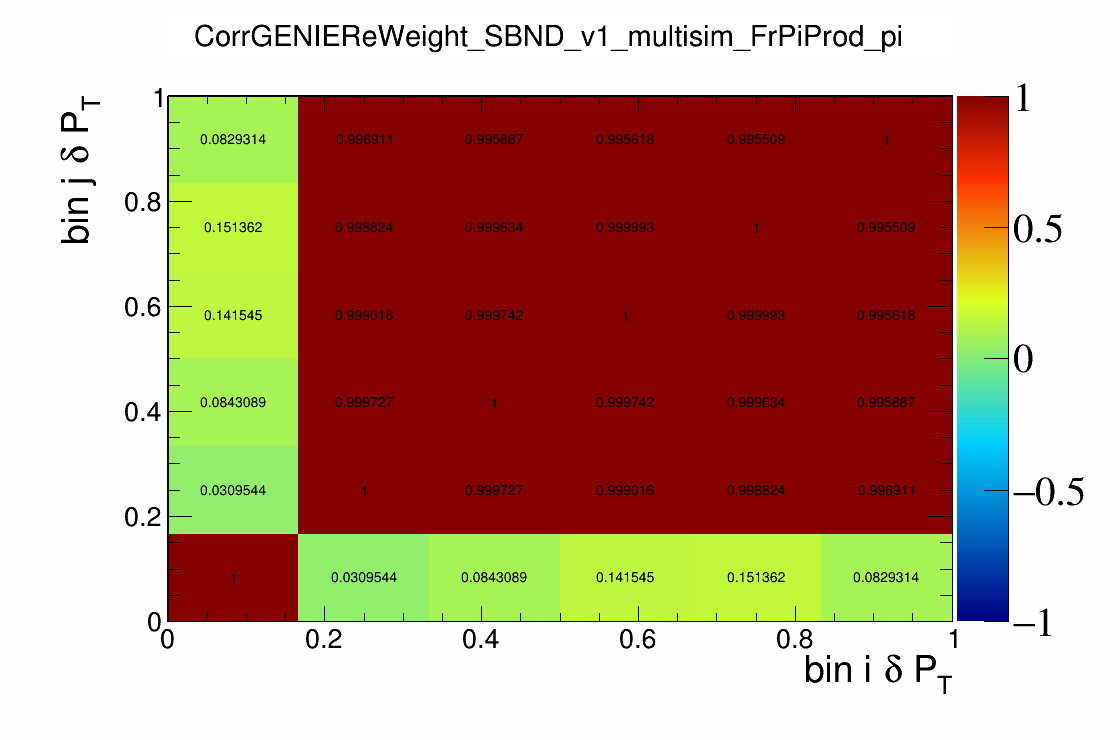 CorrGENIEReWeight_SBND_v1_multisim_FrPiProd_pi
bin j δ P_T
1
0.8
0.6
0.4
0.2
0
0.0829314 0.996911 0.995887 0.995618 0.995509 1
0.151362 0.998824 0.999634 0.999993 1 0.995509
0.141545 0.999016 0.999742 1 0.999993 0.995618
0.0843089 0.999727 1 0.999742 0.999634 0.995887
0.0309544 1 0.999727 0.999016 0.998824 0.996911
1 0.0309544 0.0843089 0.141545 0.151362 0.0829314
0 0.2 0.4 0.6 0.8 1
bin i δ P_T
1
0.5
0
−0.5
−1